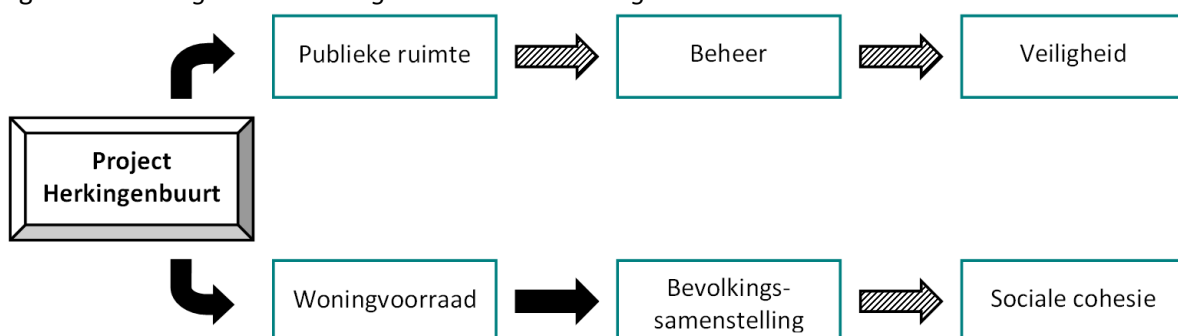 Publieke ruimte
Beheer
Veiligheid
Project
Herkingenbuurt
Woningvoorraad
Bevolkings-
samenstelling
Sociale cohesie